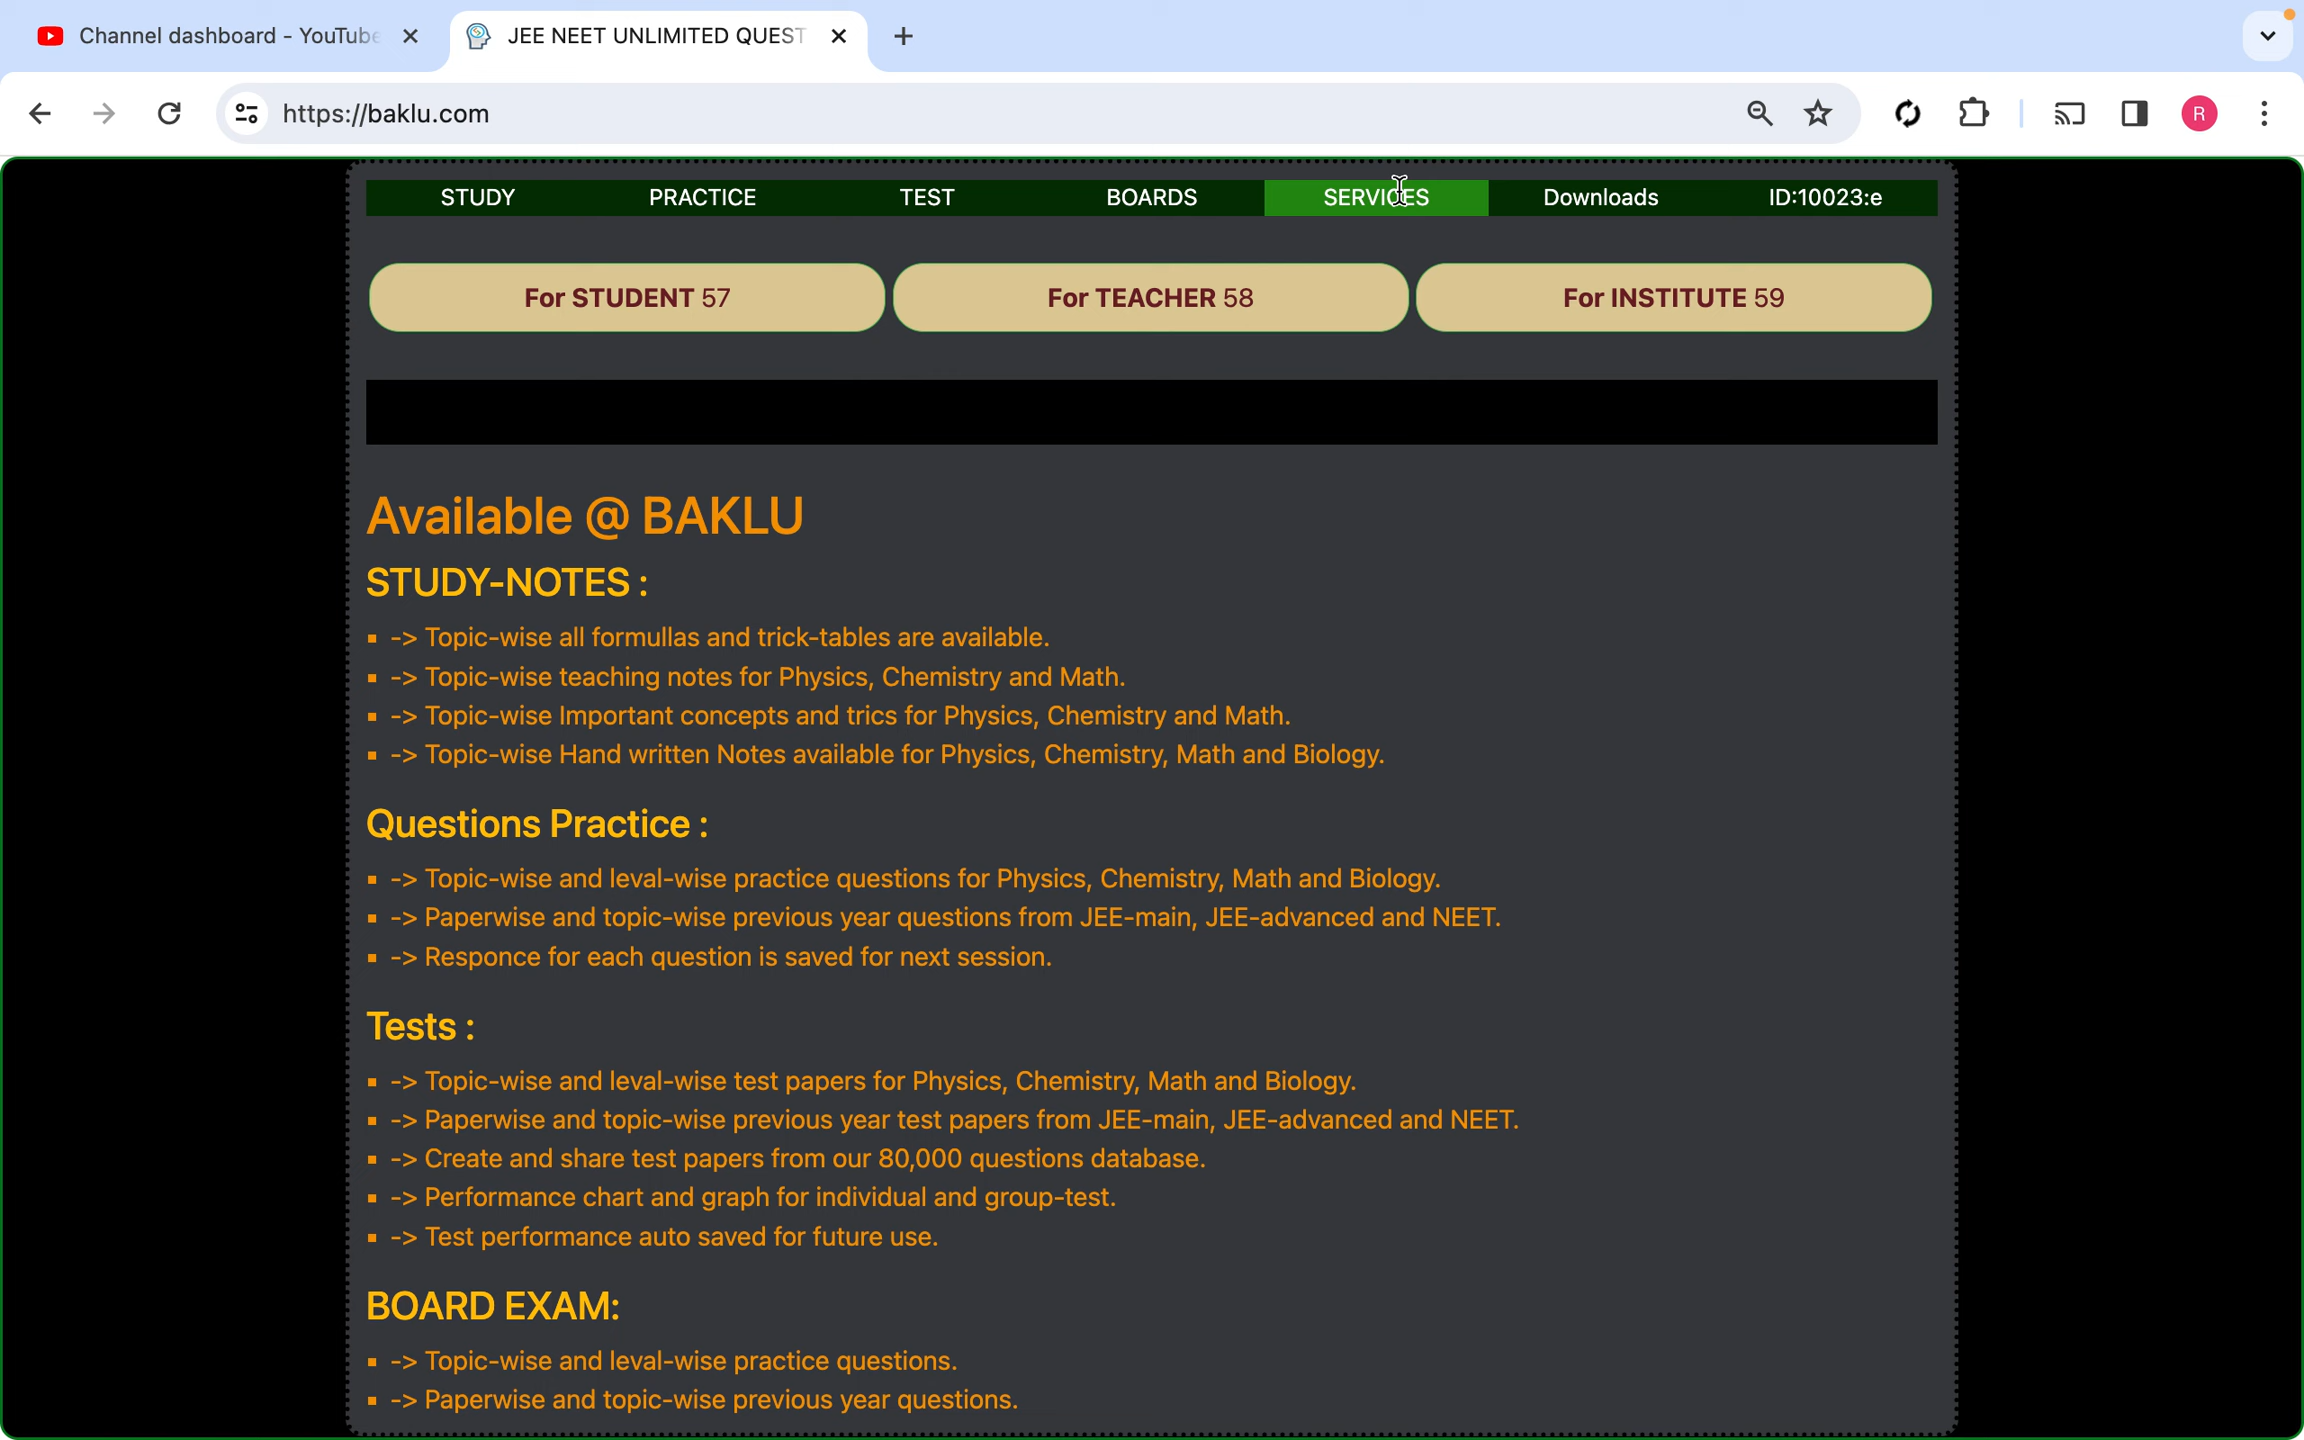 Channel dashboard - YouTube
JEE NEET UNLIMITED QUEST
https://baklu.com
R
STUDY PRACTICE TEST BOARDS SERVICES Downloads ID:10023:e
For STUDENT 57 For TEACHER 58 For INSTITUTE 59
Available @ BAKLU
STUDY-NOTES :
▪ -> Topic-wise all formullas and trick-tables are available.
▪ -> Topic-wise teaching notes for Physics, Chemistry and Math.
▪ -> Topic-wise Important concepts and trics for Physics, Chemistry and Math.
▪ -> Topic-wise Hand written Notes available for Physics, Chemistry, Math and Biology.
Questions Practice :
▪ -> Topic-wise and leval-wise practice questions for Physics, Chemistry, Math and Biology.
▪ -> Paperwise and topic-wise previous year questions from JEE-main, JEE-advanced and NEET.
▪ -> Responce for each question is saved for next session.
Tests :
▪ -> Topic-wise and leval-wise test papers for Physics, Chemistry, Math and Biology.
▪ -> Paperwise and topic-wise previous year test papers from JEE-main, JEE-advanced and NEET.
▪ -> Create and share test papers from our 80,000 questions database.
▪ -> Performance chart and graph for individual and group-test.
▪ -> Test performance auto saved for future use.
BOARD EXAM:
▪ -> Topic-wise and leval-wise practice questions.
▪ -> Paperwise and topic-wise previous year questions.